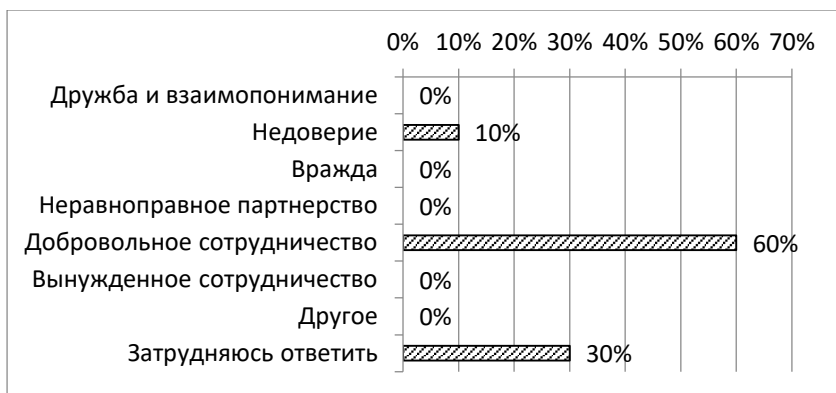 0% 10% 20% 30% 40% 50% 60% 70%
Дружба и взаимопонимание 0%
Недоверие 10%
Вражда 0%
Неравноправное партнерство 0%
Добровольное сотрудничество 60%
Вынужденное сотрудничество 0%
Другое 0%
Затрудняюсь ответить 30%